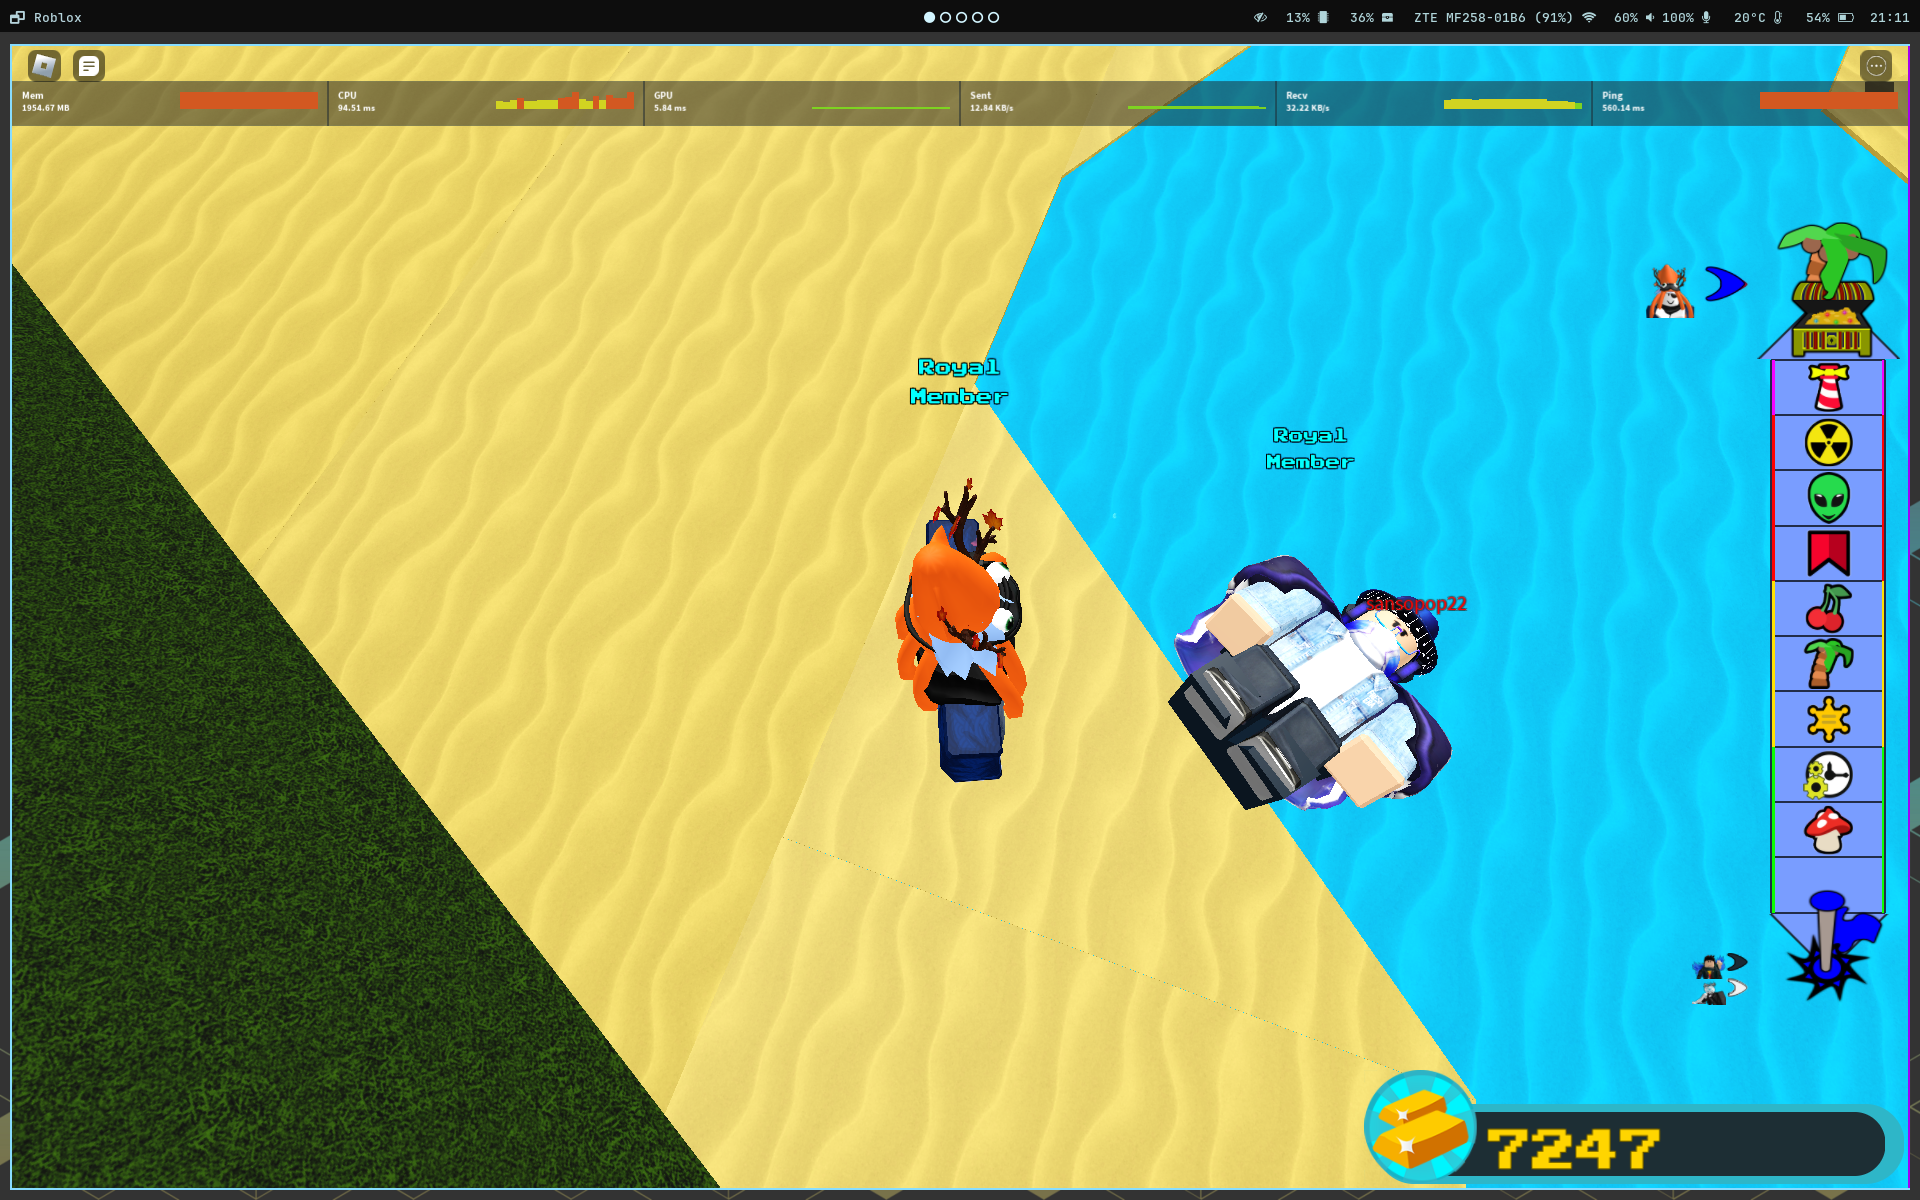 Roblox
13%
36%
ZTE MF258-01B6 (91%)
60%
100%
20°C
54%
21:11
Mem
1954.67 MB
CPU
94.51 ms
GPU
5.84 ms
Sent
12.84 KB/s
Recv
32.22 KB/s
Ping
560.14 ms
Royal
Member
Royal
Member
sansopop22
7247